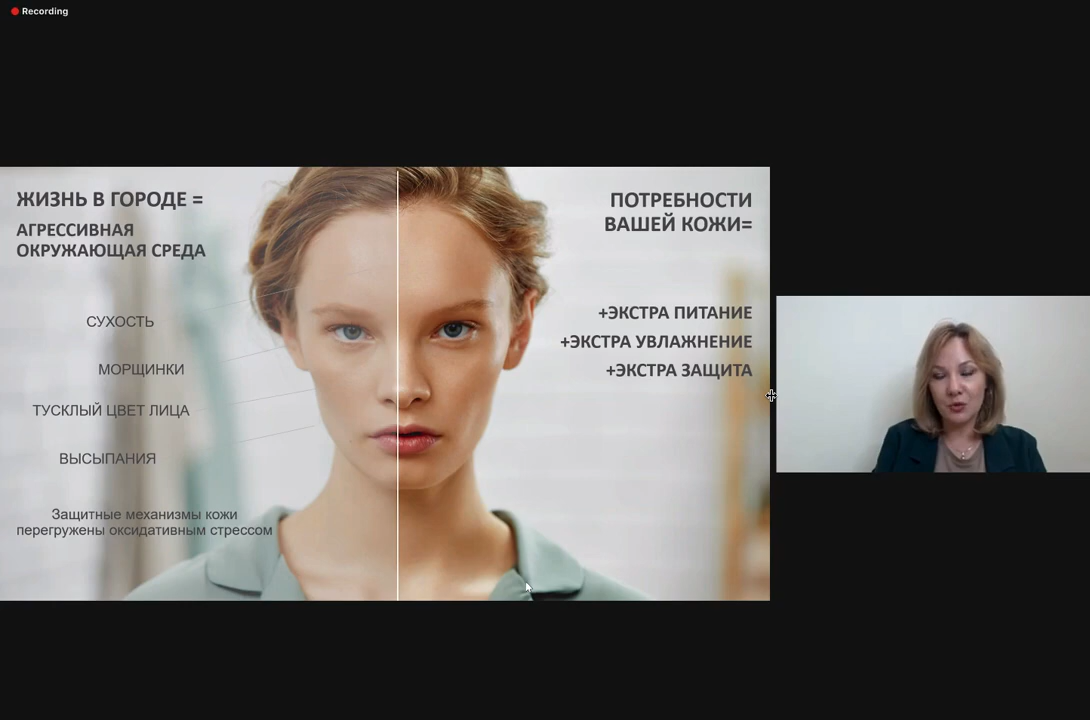 Recording
ЖИЗНЬ В ГОРОДЕ =
АГРЕССИВНАЯ
ОКРУЖАЮЩАЯ СРЕДА
СУХОСТЬ
МОРЩИНКИ
ТУСКЛЫЙ ЦВЕТ ЛИЦА
ВЫСЫПАНИЯ
Защитные механизмы кожи
перегружены оксидативным стрессом
ПОТРЕБНОСТИ
ВАШЕЙ КОЖИ=
+ЭКСТРА ПИТАНИЕ
+ЭКСТРА УВЛАЖНЕНИЕ
+ЭКСТРА ЗАЩИТА